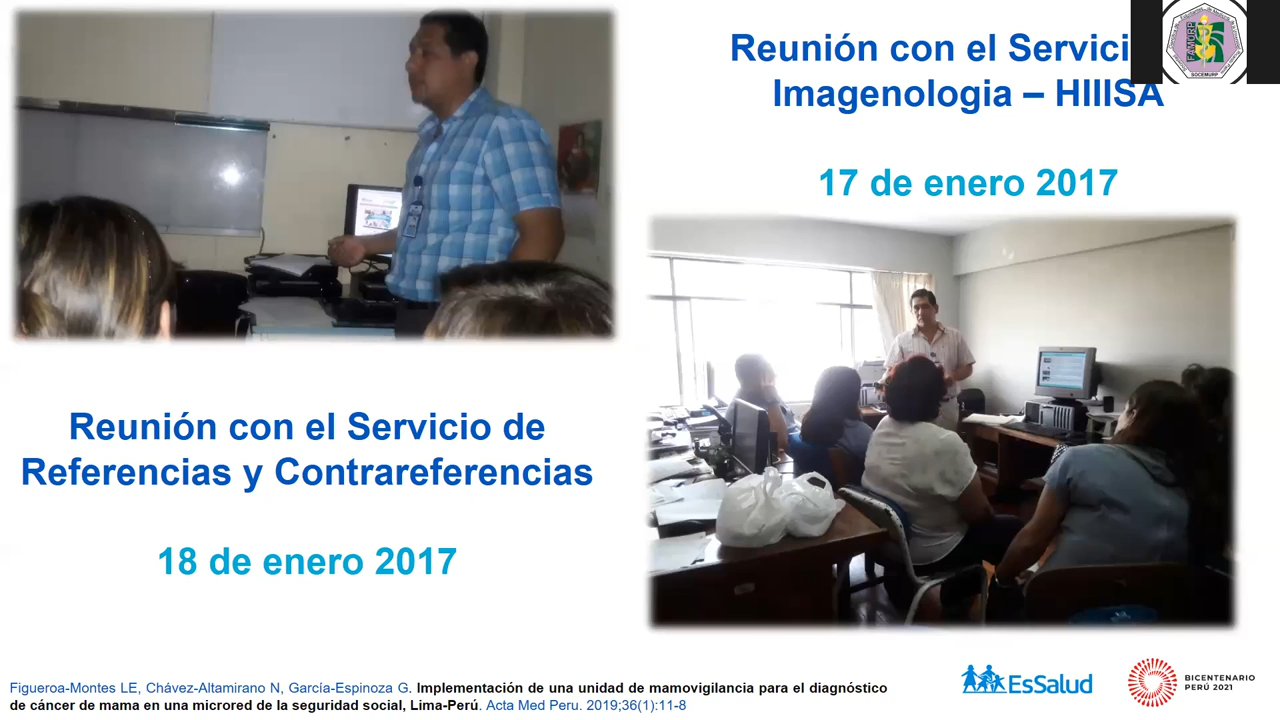 Reunión con el Servici
Imagenologia – HIIISA
17 de enero 2017
FAMURP
SOCEMURP
Reunión con el Servicio de
Referencias y Contrareferencias
18 de enero 2017
Figueroa-Montes LE, Chávez-Altamirano N, García-Espinoza G. Implementación de una unidad de mamovigilancia para el diagnóstico
de cáncer de mama en una microred de la seguridad social, Lima-Perú. Acta Med Peru. 2019;36(1):11-8
EsSalud
BICENTENARIO
PERÚ 2021